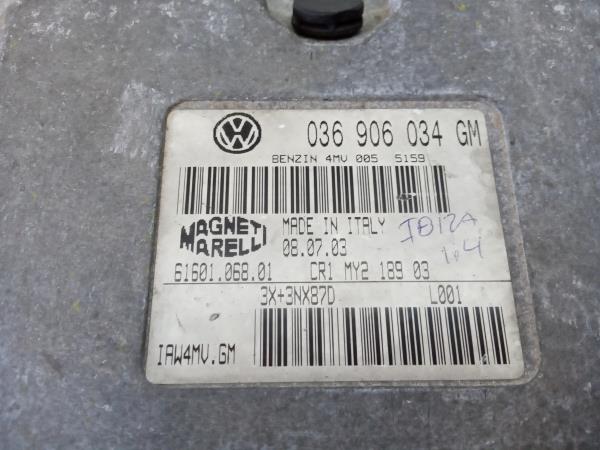 036 906 034 GM
BENZIN 4MV 005 5159
MAGNETI MARELLI
MADE IN ITALY
08.07.03
IBIZA
1.4
61601.068.01 CR1 MY2 189 03
3X+3NX87D L001
IAW4MV.GM